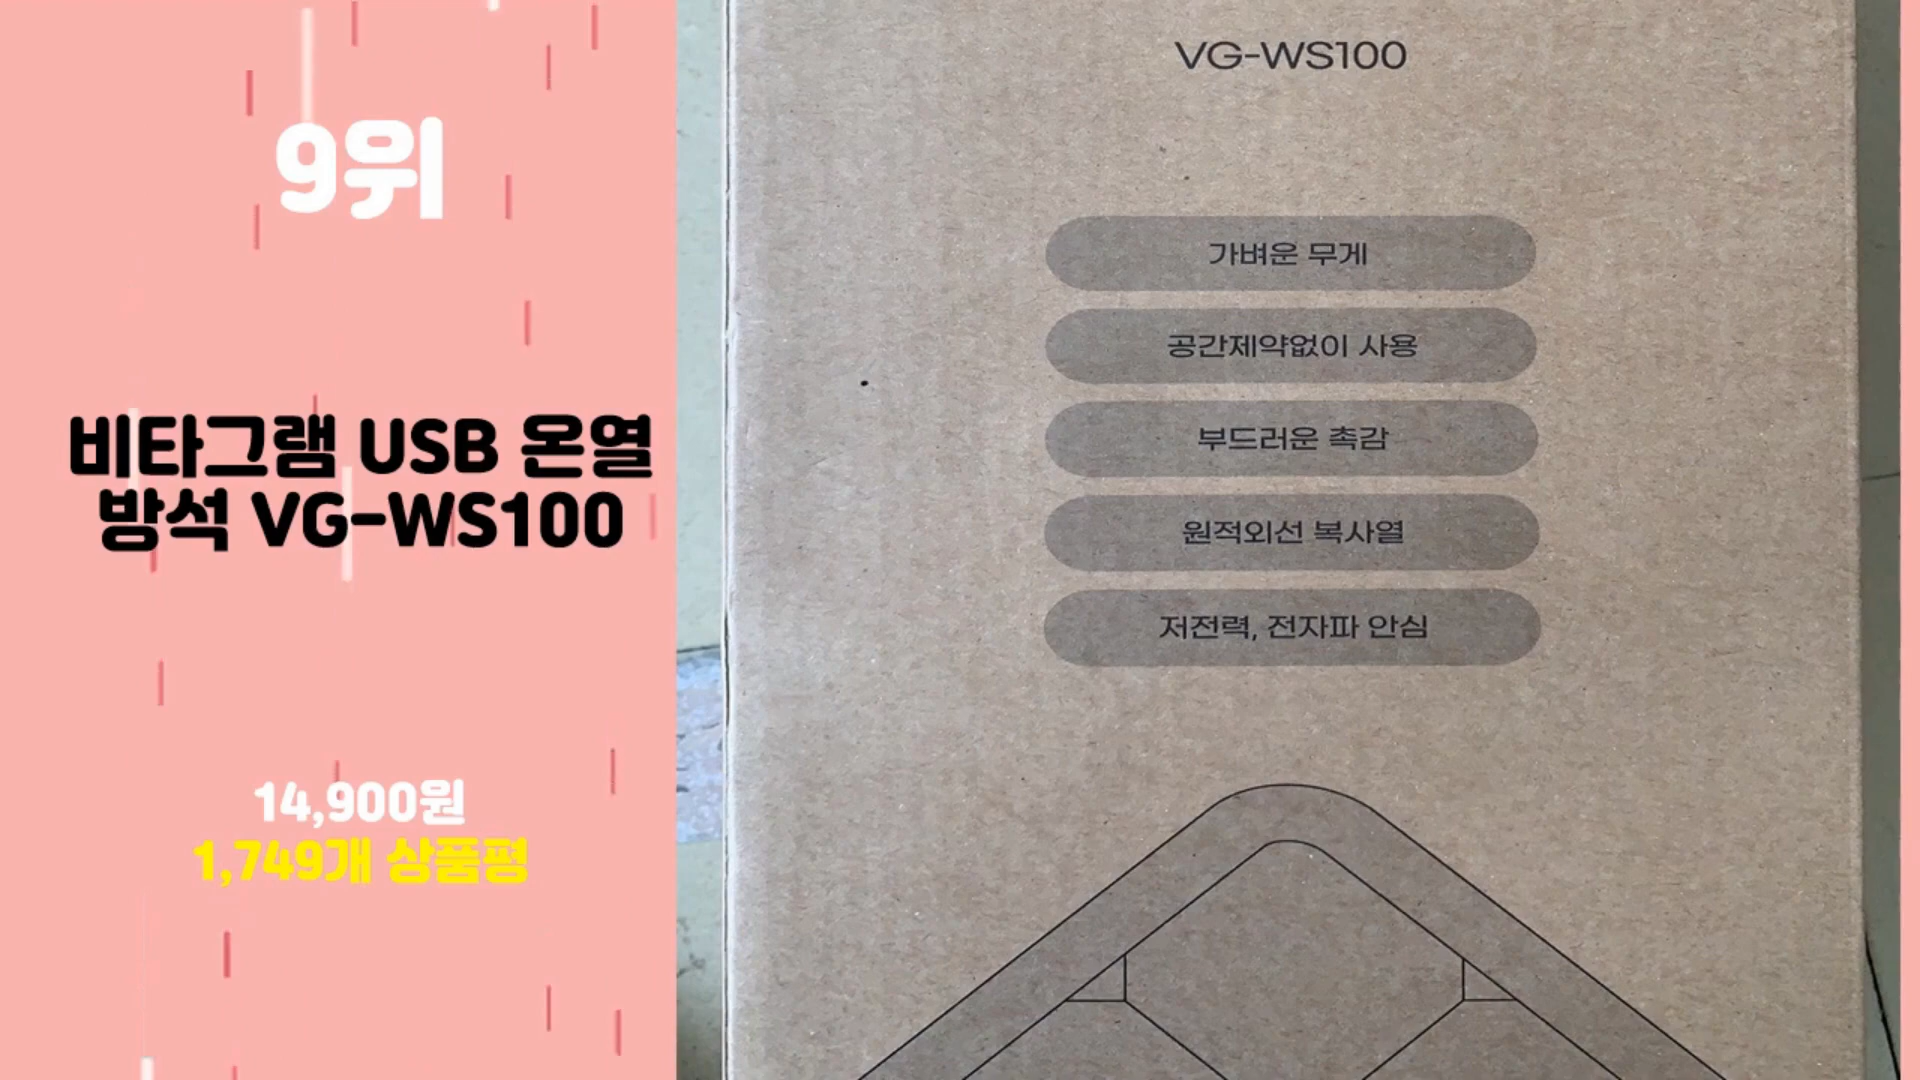 9위
비타그램 USB 온열
방석 VG-WS100
14,900원
1,749개 상품평
VG-WS100
가벼운 무게
공간제약없이 사용
부드러운 촉감
원적외선 복사열
저전력, 전자파 안심